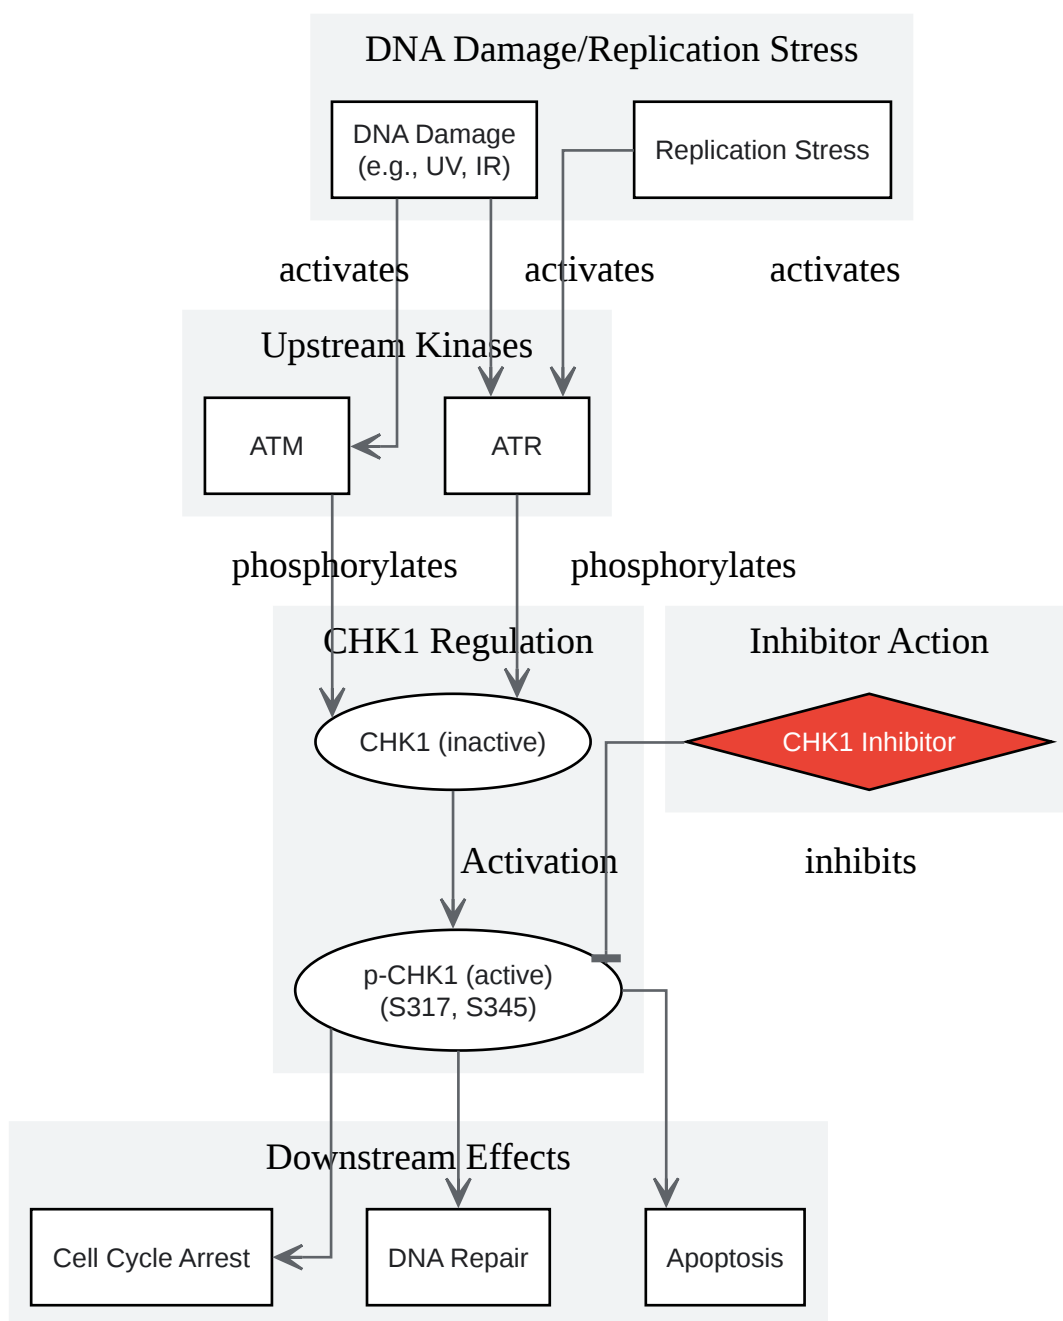 DNA Damage/Replication Stress
DNA Damage
(e.g., UV, IR)
Replication Stress
activates
activates
activates
Upstream Kinases
ATM
ATR
phosphorylates
phosphorylates
CHK1 Regulation
Inhibitor Action
CHK1 (inactive)
CHK1 Inhibitor
Activation
inhibits
p-CHK1 (active)
(S317, S345)
Downstream Effects
Cell Cycle Arrest
DNA Repair
Apoptosis